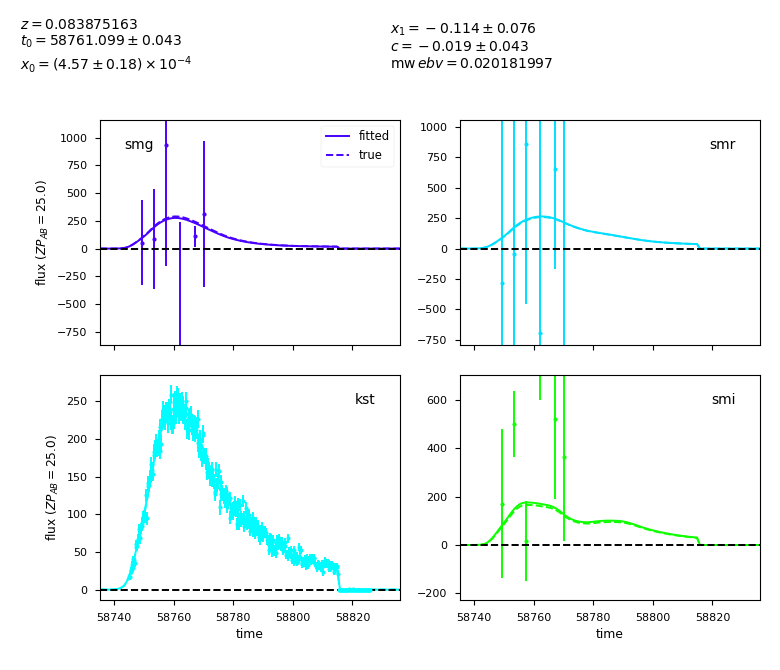 z = 0.083875163
t₀ = 58761.099 ± 0.043
x₀ = (4.57 ± 0.18) × 10⁻⁴
x₁ = −0.114 ± 0.076
c = −0.019 ± 0.043
mw ebv = 0.020181997
smg
fitted
true
1000
750
500
250
0
−250
−500
−750
flux (ZP_AB = 25.0)
smr
1000
750
500
250
0
−250
−500
−750
kst
250
200
150
100
50
0
flux (ZP_AB = 25.0)
58740 58760 58780 58800 58820
time
smi
600
400
200
0
−200
58740 58760 58780 58800 58820
time